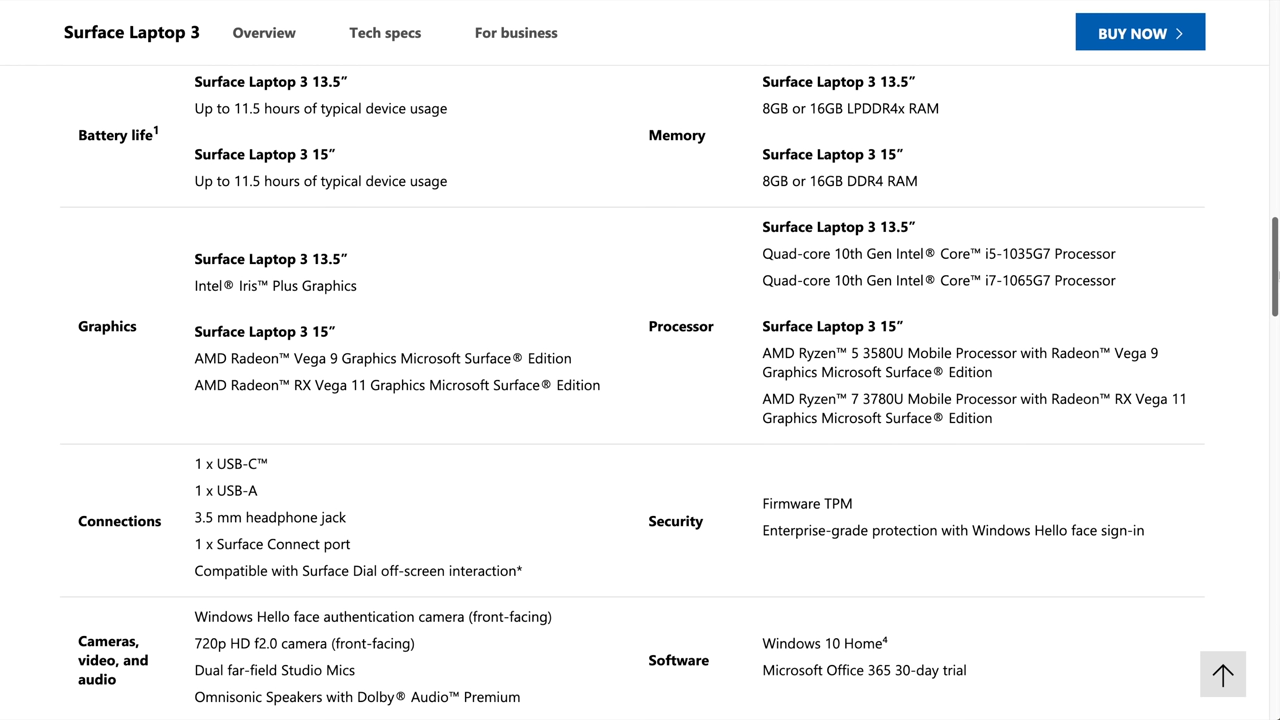 Surface Laptop 3
Overview
Tech specs
For business
BUY NOW
Battery life¹
Surface Laptop 3 13.5”
Up to 11.5 hours of typical device usage
Surface Laptop 3 15”
Up to 11.5 hours of typical device usage
Memory
Surface Laptop 3 13.5”
8GB or 16GB LPDDR4x RAM
Surface Laptop 3 15”
8GB or 16GB DDR4 RAM
Graphics
Surface Laptop 3 13.5”
Intel® Iris™ Plus Graphics
Surface Laptop 3 15”
AMD Radeon™ Vega 9 Graphics Microsoft Surface® Edition
AMD Radeon™ RX Vega 11 Graphics Microsoft Surface® Edition
Processor
Surface Laptop 3 13.5”
Quad-core 10th Gen Intel® Core™ i5-1035G7 Processor
Quad-core 10th Gen Intel® Core™ i7-1065G7 Processor
Surface Laptop 3 15”
AMD Ryzen™ 5 3580U Mobile Processor with Radeon™ Vega 9
Graphics Microsoft Surface® Edition
AMD Ryzen™ 7 3780U Mobile Processor with Radeon™ RX Vega 11
Graphics Microsoft Surface® Edition
Connections
1 x USB-C™
1 x USB-A
3.5 mm headphone jack
1 x Surface Connect port
Compatible with Surface Dial off-screen interaction*
Security
Firmware TPM
Enterprise-grade protection with Windows Hello face sign-in
Cameras,
video, and
audio
Windows Hello face authentication camera (front-facing)
720p HD f2.0 camera (front-facing)
Dual far-field Studio Mics
Omnisonic Speakers with Dolby® Audio™ Premium
Software
Windows 10 Home⁴
Microsoft Office 365 30-day trial